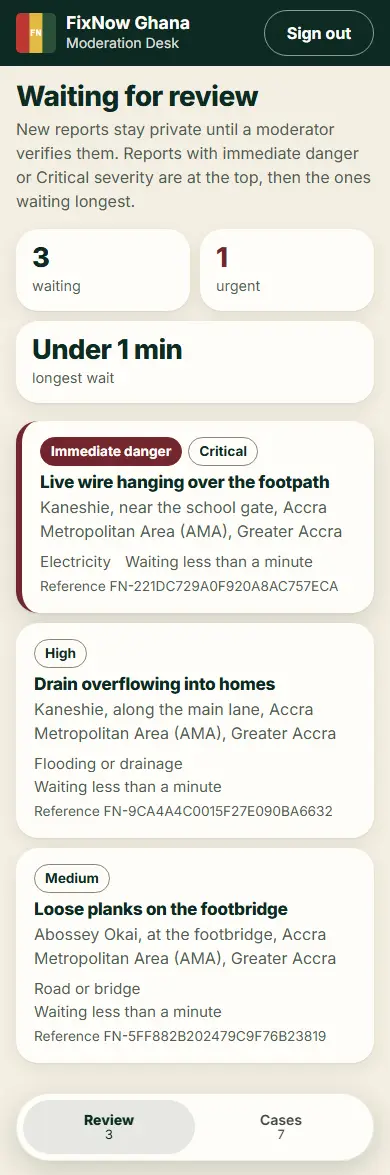 FN
FixNow Ghana
Moderation Desk
Sign out
Waiting for review
New reports stay private until a moderator
verifies them. Reports with immediate danger
or Critical severity are at the top, then the ones
waiting longest.
3
waiting
1
urgent
Under 1 min
longest wait
Immediate danger
Critical
Live wire hanging over the footpath
Kaneshie, near the school gate, Accra
Metropolitan Area (AMA), Greater Accra
Electricity Waiting less than a minute
Reference FN-221DC729A0F920A8AC757ECA
High
Drain overflowing into homes
Kaneshie, along the main lane, Accra
Metropolitan Area (AMA), Greater Accra
Flooding or drainage
Waiting less than a minute
Reference FN-9CA4A4C0015F27E090BA6632
Medium
Loose planks on the footbridge
Abossey Okai, at the footbridge, Accra
Metropolitan Area (AMA), Greater Accra
Road or bridge
Waiting less than a minute
Reference FN-5FF882B202479C9F76B23819
Review
3
Cases
7